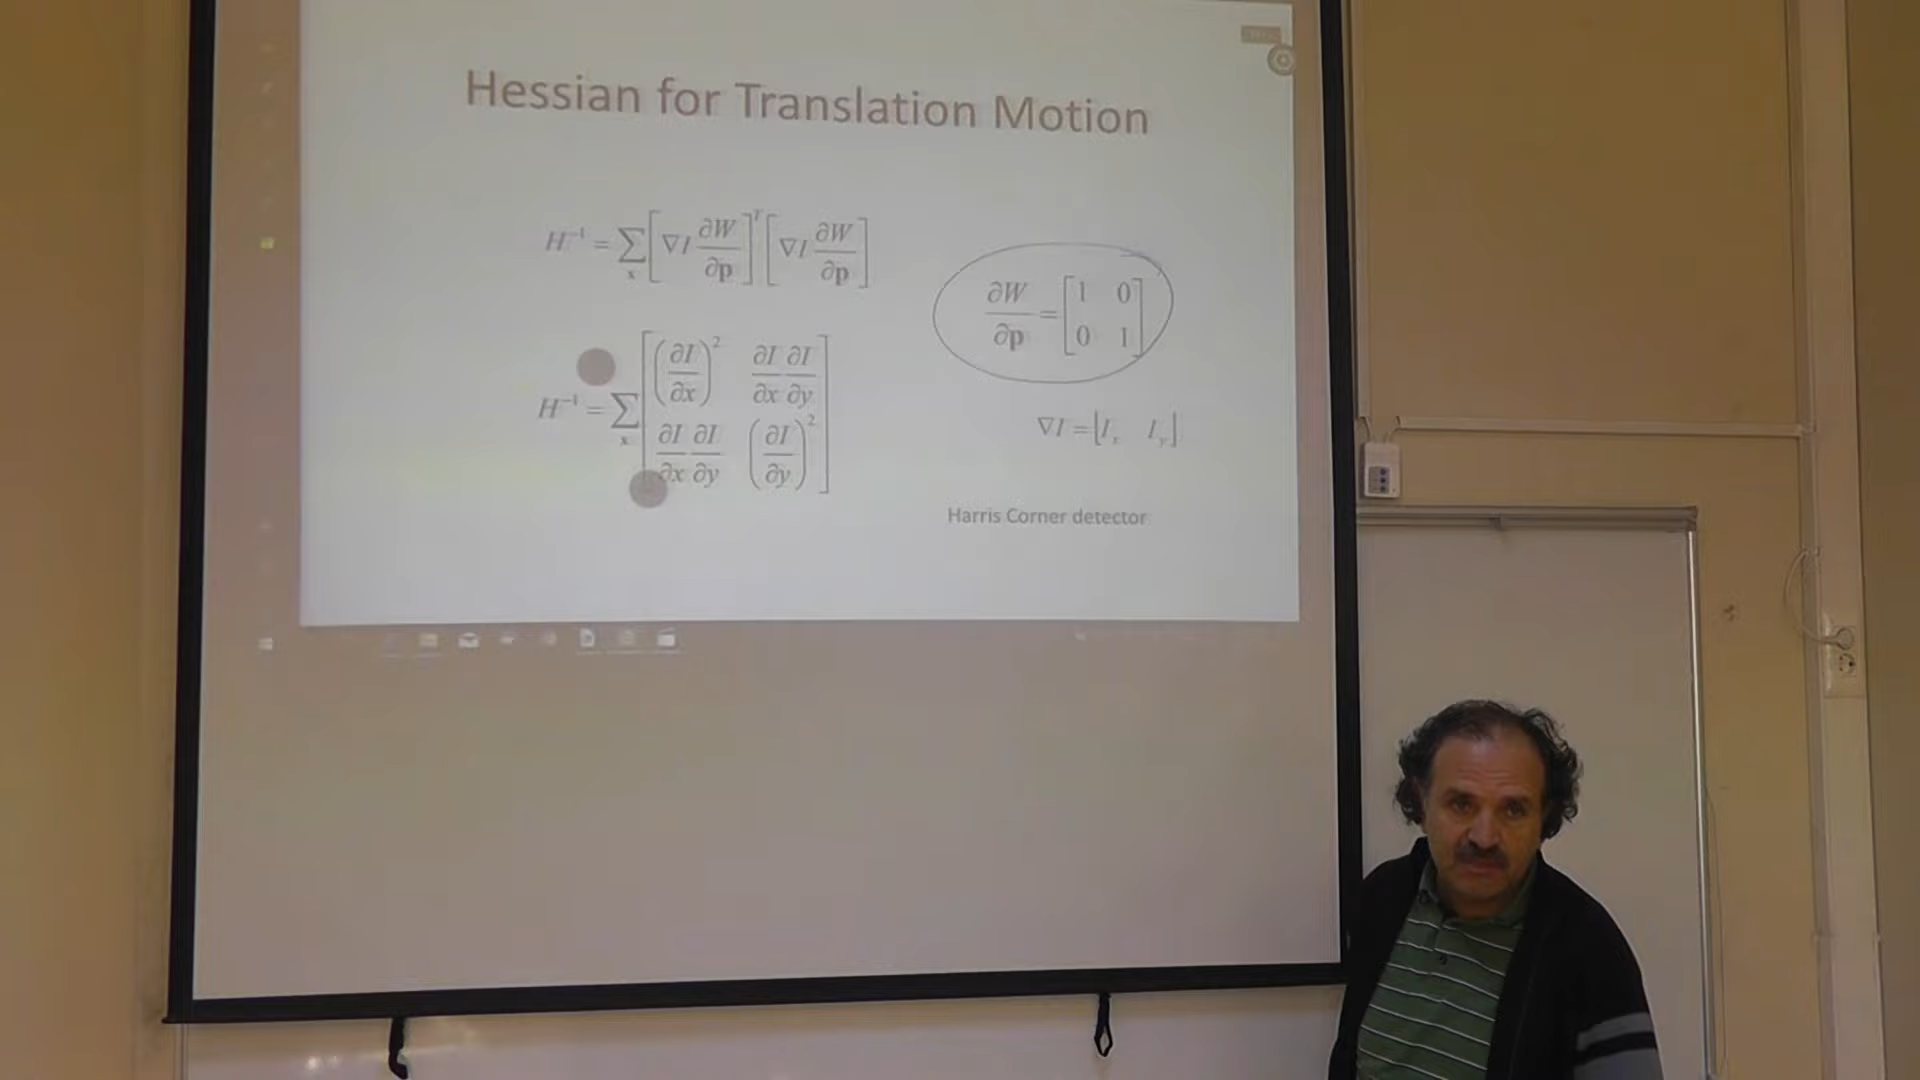 Hessian for Translation Motion
H⁻¹ = ∑ₓ [∇I ∂W/∂p]ᵀ [∇I ∂W/∂p]
∂W/∂p = [1 0; 0 1]
H⁻¹ = ∑ₓ [(∂I/∂x)² ∂I/∂x ∂I/∂y; ∂I/∂x ∂I/∂y (∂I/∂y)²]
∇I = [Iₓ I_y]
Harris Corner detector